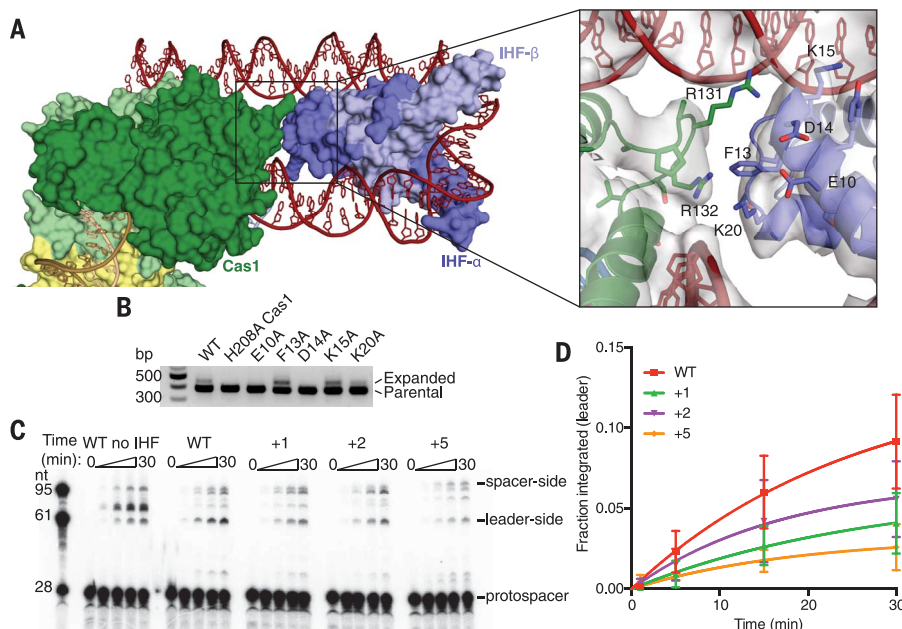 A
IHF-β
Cas1
IHF-α
K15
R131
D14
F13
E10
R132
K20
B
WT
H208A Cas1
E10A
F13A
D14A
K15A
K20A
bp
500
300
Expanded
Parental
C
Time (min):
WT no IHF
WT
+1
+2
+5
0 30
0 30
0 30
0 30
0 30
nt
95
61
28
spacer-side
leader-side
protospacer
D
WT
+1
+2
+5
Fraction integrated (leader)
0.15
0.10
0.05
0.00
0 10 20 30
Time (min)